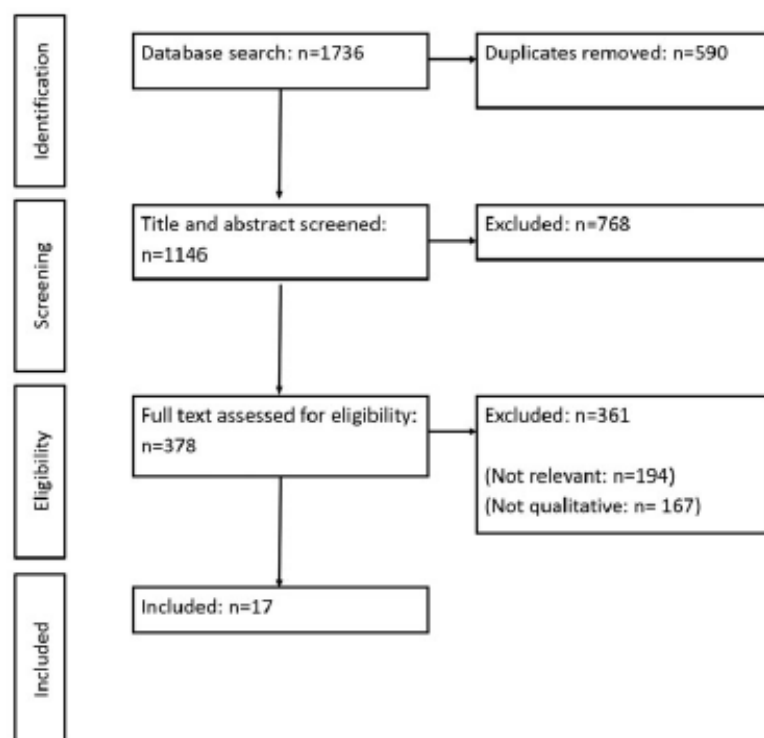 Identification
Database search: n=1736
Duplicates removed: n=590
Screening
Title and abstract screened:
n=1146
Excluded: n=768
Eligibility
Full text assessed for eligibility:
n=378
Excluded: n=361
(Not relevant: n=194)
(Not qualitative: n= 167)
Included
Included: n=17